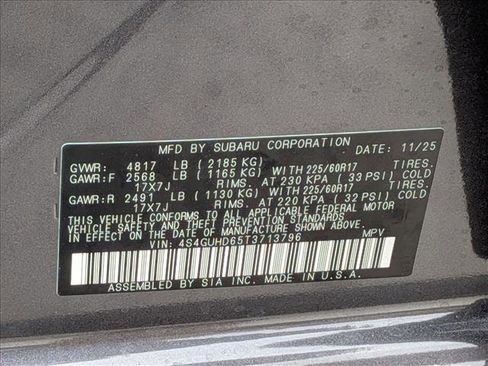 MFD BY SUBARU CORPORATION DATE: 11/25
GVWR: 4817 LB (2185 KG)
GAWR:F 2568 LB (1165 KG) WITH 225/60R17 TIRES.
17X7J RIMS. AT 230 KPA (33 PSI) COLD
GAWR:R 2491 LB (1130 KG) WITH 225/60R17 TIRES.
17X7J RIMS. AT 220 KPA (32 PSI) COLD
THIS VEHICLE CONFORMS TO ALL APPLICABLE FEDERAL MOTOR
VEHICLE SAFETY AND THEFT PREVENTION STANDARDS
IN EFFECT ON THE DATE OF MANUFACTURE SHOWN ABOVE.
VIN: 4S4GUHD65T3713796 MPV
ASSEMBLED BY SIA INC. MADE IN U.S.A.